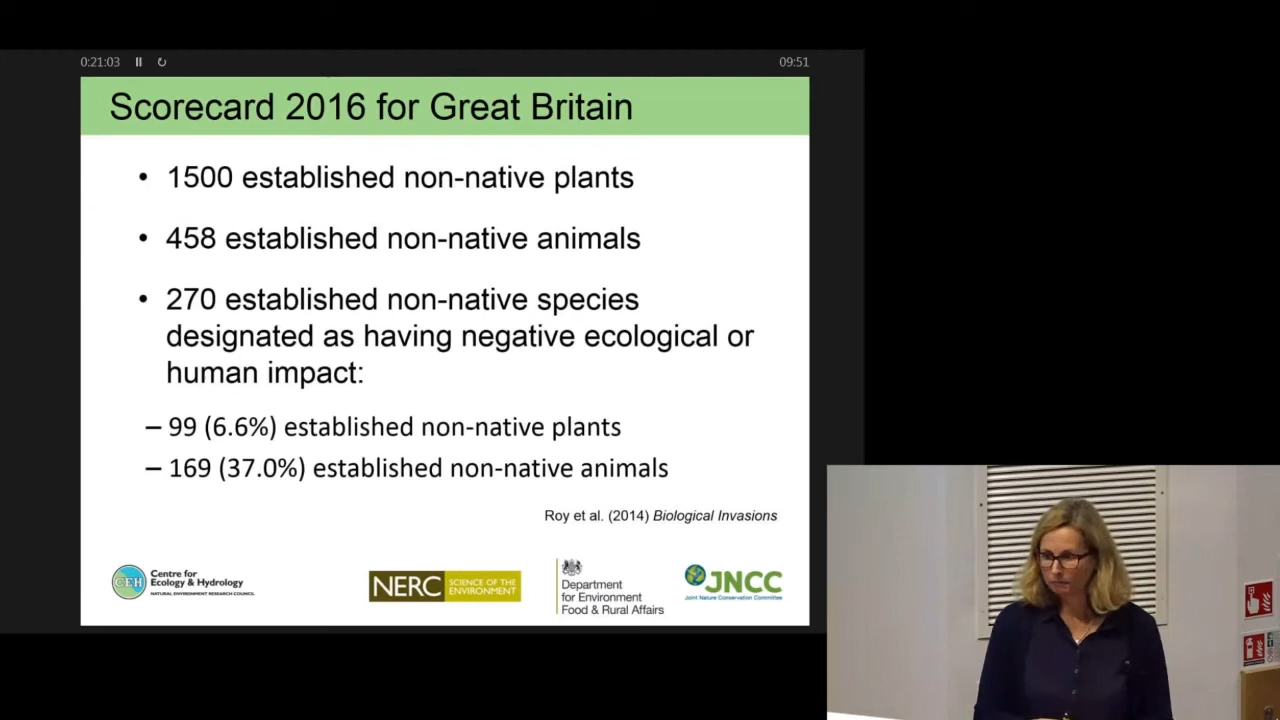 0:21:03
09:51
Scorecard 2016 for Great Britain
• 1500 established non-native plants
• 458 established non-native animals
• 270 established non-native species
designated as having negative ecological or
human impact:
– 99 (6.6%) established non-native plants
– 169 (37.0%) established non-native animals
Roy et al. (2014) Biological Invasions
CEH
Centre for
Ecology & Hydrology
NATURAL ENVIRONMENT RESEARCH COUNCIL
NERC SCIENCE OF THE
ENVIRONMENT
Department
for Environment
Food & Rural Affairs
JNCC
Joint Nature Conservation Committee